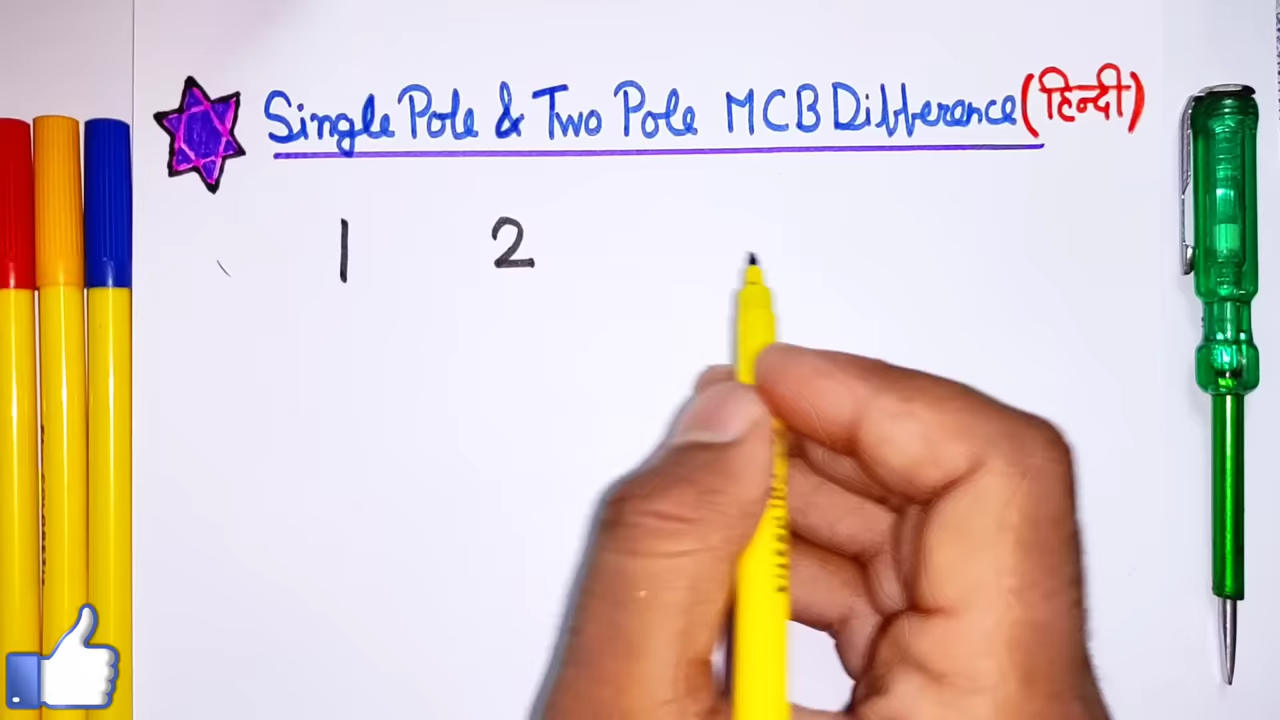 Single Pole & Two Pole MCB Difference (हिन्दी)
1 2